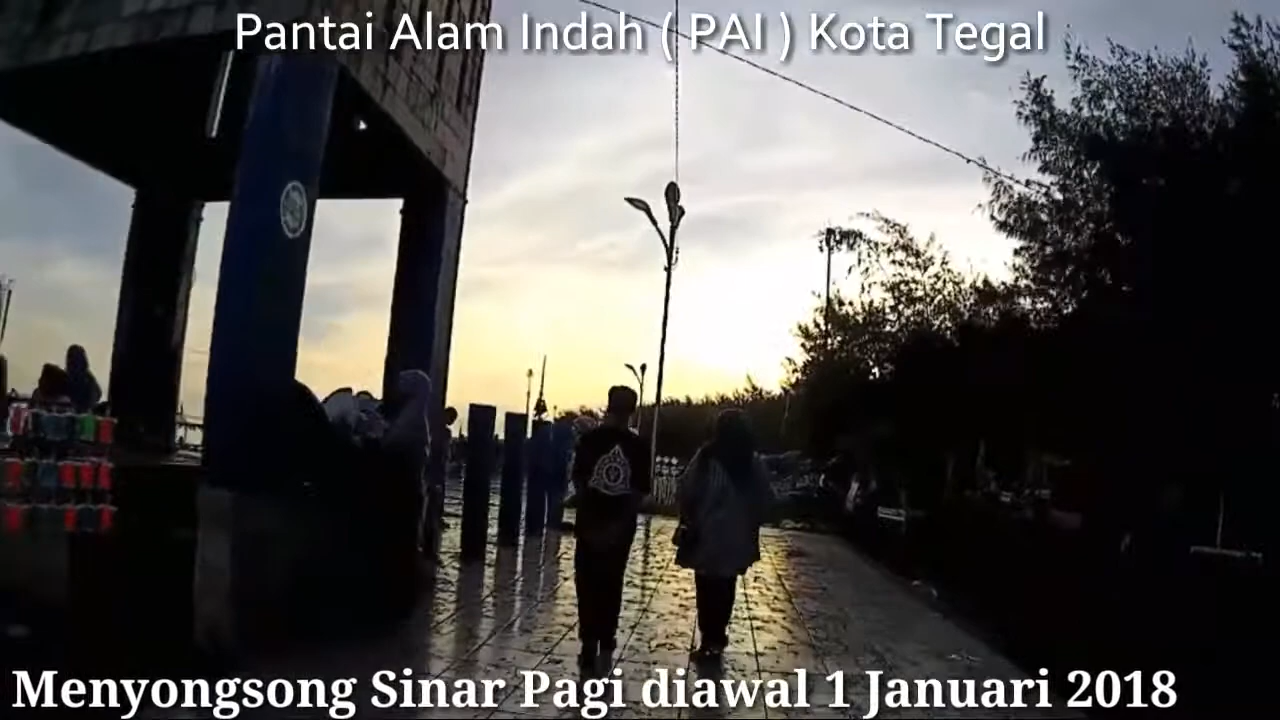 Pantai Alam Indah ( PAI ) Kota Tegal
Menyongsong Sinar Pagi diawal 1 Januari 2018